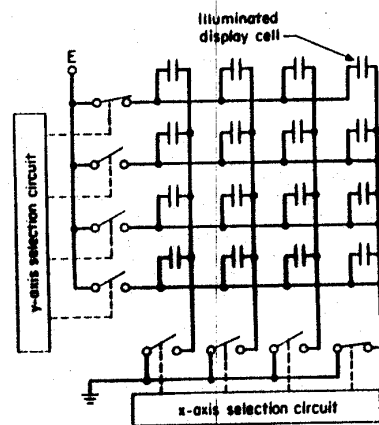 Illuminated
display cell
E
y-axis selection circuit
x-axis selection circuit